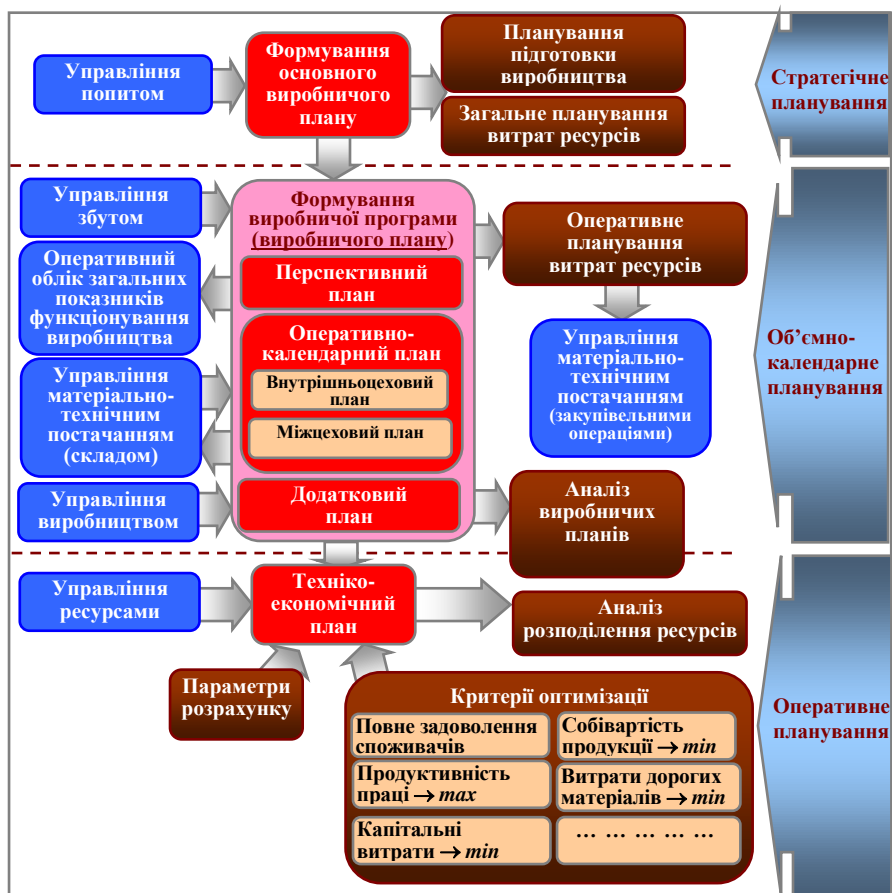 Управління
попитом
Формування
основного
виробничого
плану
Планування
підготовки
виробництва
Загальне планування
витрат ресурсів
Стратегічне
планування
Управління
збутом
Оперативний
облік загальних
показників
функціонування
виробництва
Управління
матеріально-
технічним
постачанням
(складом)
Управління
виробництвом
Формування
виробничої програми
(виробничого плану)
Перспективний
план
Оперативно-
календарний план
Внутрішньоцеховий
план
Міжцеховий план
Додатковий
план
Оперативне
планування
витрат ресурсів
Управління
матеріально-
технічним
постачанням
(закупівельними
операціями)
Аналіз
виробничих
планів
Об’ємно-
календарне
планування
Управління
ресурсами
Техніко-
економічний
план
Аналіз
розподілення ресурсів
Параметри
розрахунку
Критерії оптимізації
Повне задоволення
споживачів
Собівартість
продукції → min
Продуктивність
праці → max
Витрати дорогих
матеріалів → min
Капітальні
витрати → min
… … … … …
Оперативне
планування